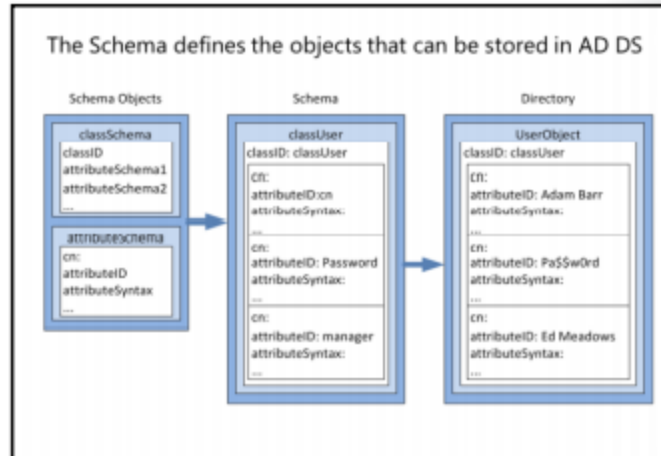 The Schema defines the objects that can be stored in AD DS
Schema Objects
classSchema
classID
attributeSchema1
attributeSchema2
...
attributeSchema
cn:
attributeID
attributeSyntax
...
Schema
classUser
classID: classUser
cn:
attributeID:cn
attributeSyntax:
...
cn:
attributeID: Password
attributeSyntax:
...
cn:
attributeID: manager
attributeSyntax:
...
Directory
UserObject
classID: classUser
cn:
attributeID: Adam Barr
attributeSyntax:
...
cn:
attributeID: Pa$$w0rd
attributeSyntax:
...
cn:
attributeID: Ed Meadows
attributeSyntax:
...